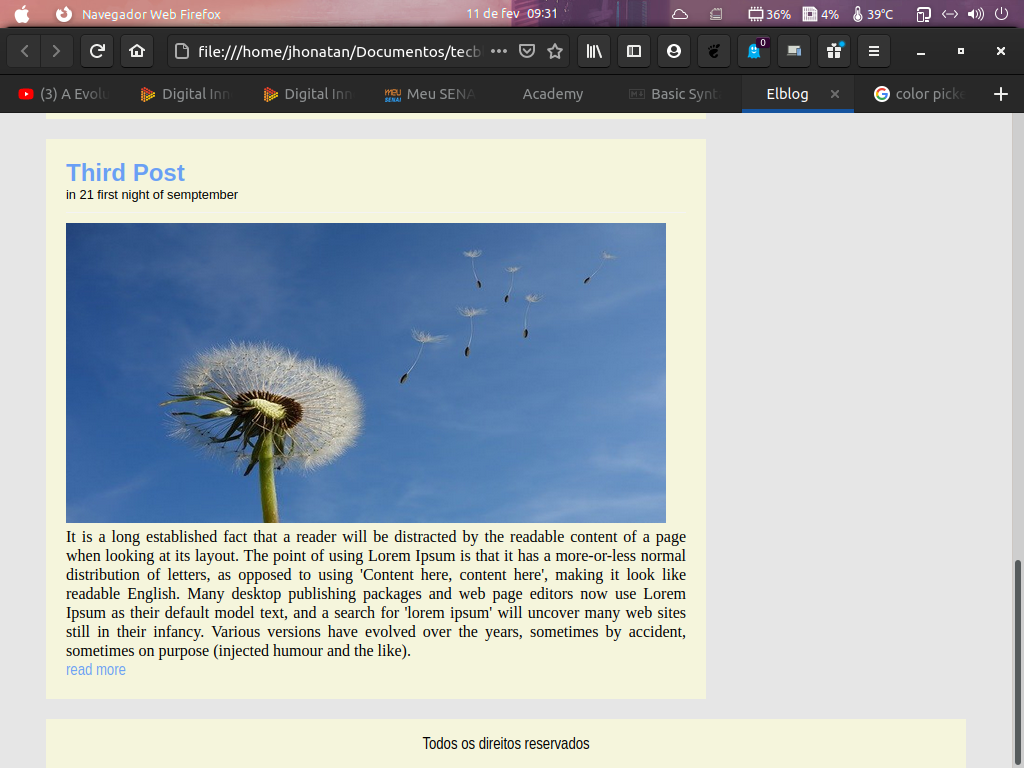 Navegador Web Firefox
11 de fev 09:31
36%
4%
39°C
file:///home/jhonatan/Documentos/tecb
0
(3) A Evolu
Digital Inn
Digital Inn
MEU SENAI
Meu SENA
Academy
Basic Synt
Elblog
color picke
Third Post
in 21 first night of semptember
It is a long established fact that a reader will be distracted by the readable content of a page
when looking at its layout. The point of using Lorem Ipsum is that it has a more-or-less normal
distribution of letters, as opposed to using 'Content here, content here', making it look like
readable English. Many desktop publishing packages and web page editors now use Lorem
Ipsum as their default model text, and a search for 'lorem ipsum' will uncover many web sites
still in their infancy. Various versions have evolved over the years, sometimes by accident,
sometimes on purpose (injected humour and the like).
read more
Todos os direitos reservados